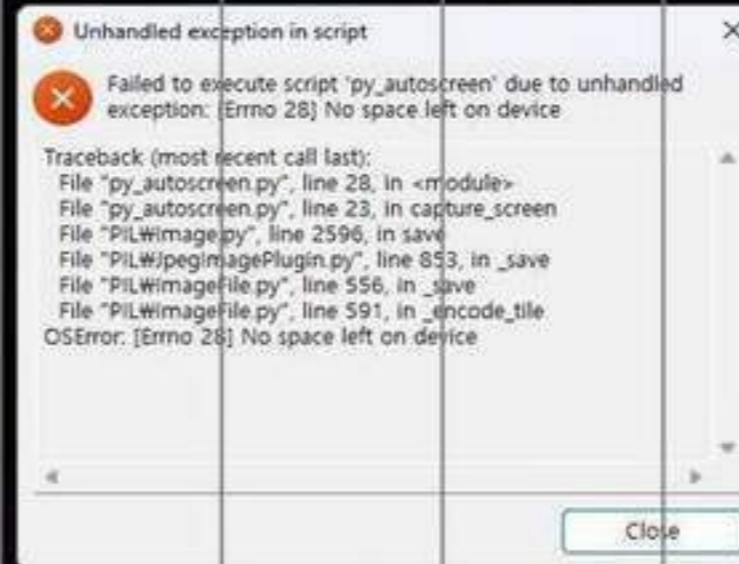 Unhandled exception in script
Failed to execute script 'py_autoscreen' due to unhandled
exception: [Errno 28] No space left on device
Traceback (most recent call last):
File "py_autoscreen.py", line 28, in <module>
File "py_autoscreen.py", line 23, in capture_screen
File "PIL₩Image.py", line 2596, in save
File "PIL₩JpegImagePlugin.py", line 853, in _save
File "PIL₩ImageFile.py", line 556, in _save
File "PIL₩ImageFile.py", line 591, in _encode_tile
OSError: [Errno 28] No space left on device
Close